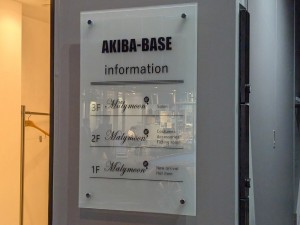 AKIBA-BASE
information
3F Malymoon
2F Malymoon
1F Malymoon